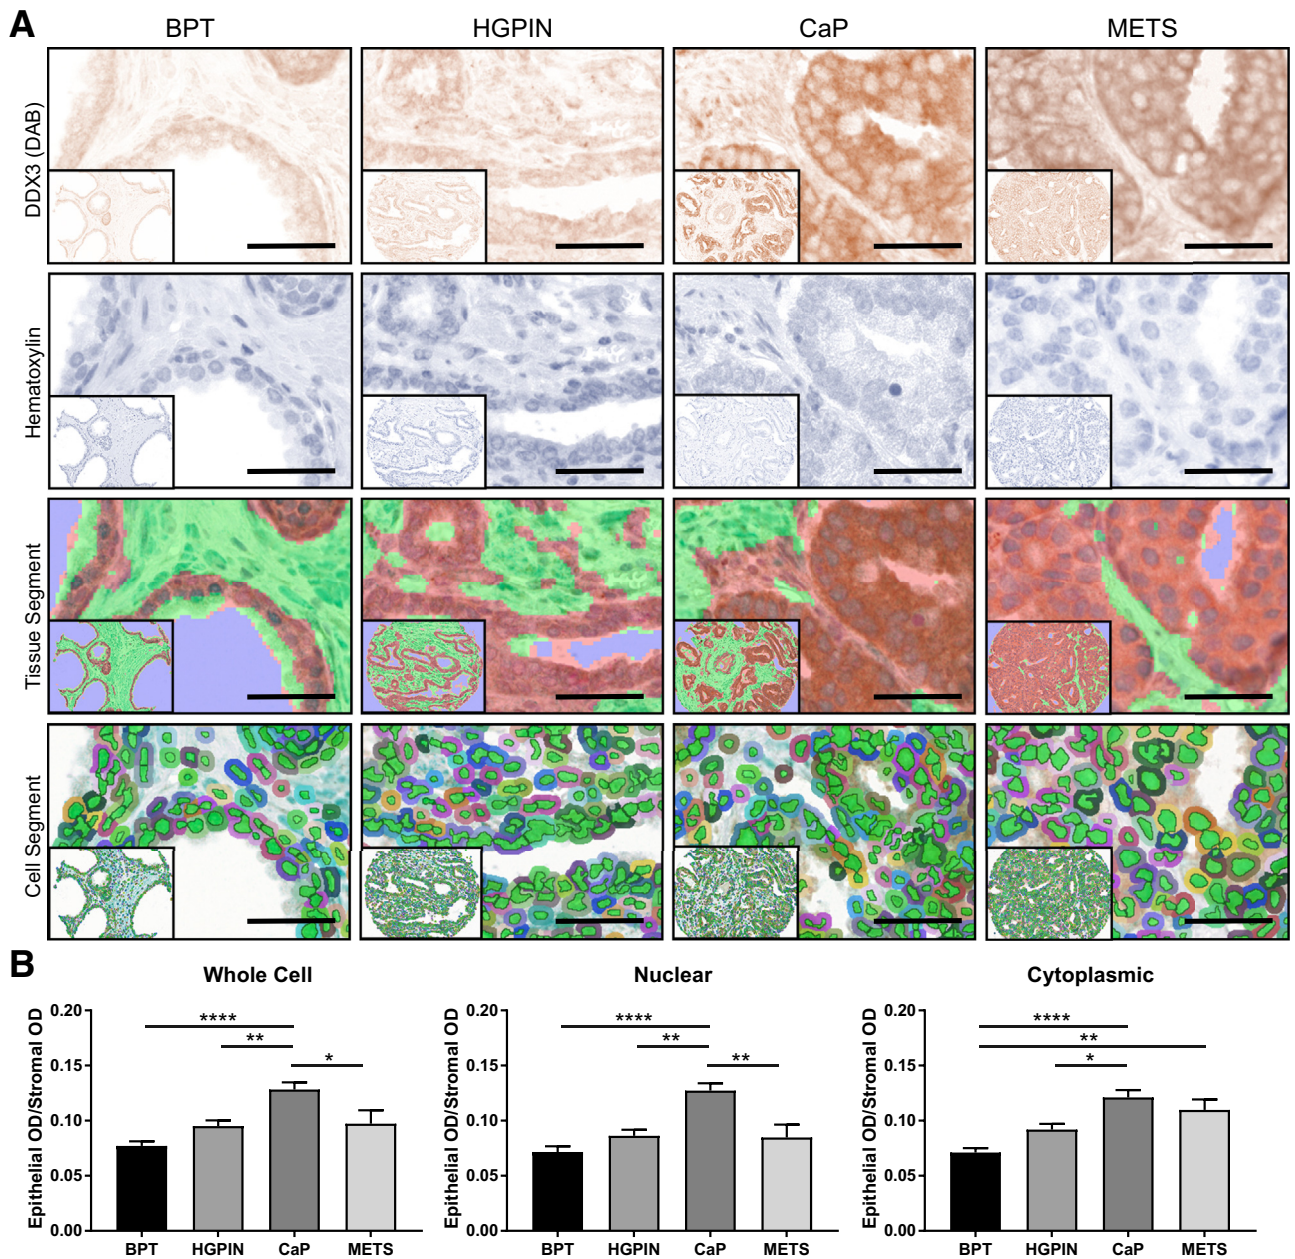 A
BPT HGPIN CaP METS
DDX3 (DAB)
Hematoxylin
Tissue Segment
Cell Segment
B
Whole Cell
Epithelial OD/Stromal OD
0.20
0.15
0.10
0.05
0.00
****
**
*
BPT HGPIN CaP METS
Nuclear
Epithelial OD/Stromal OD
0.20
0.15
0.10
0.05
0.00
****
**
**
BPT HGPIN CaP METS
Cytoplasmic
Epithelial OD/Stromal OD
0.20
0.15
0.10
0.05
0.00
****
**
*
BPT HGPIN CaP METS